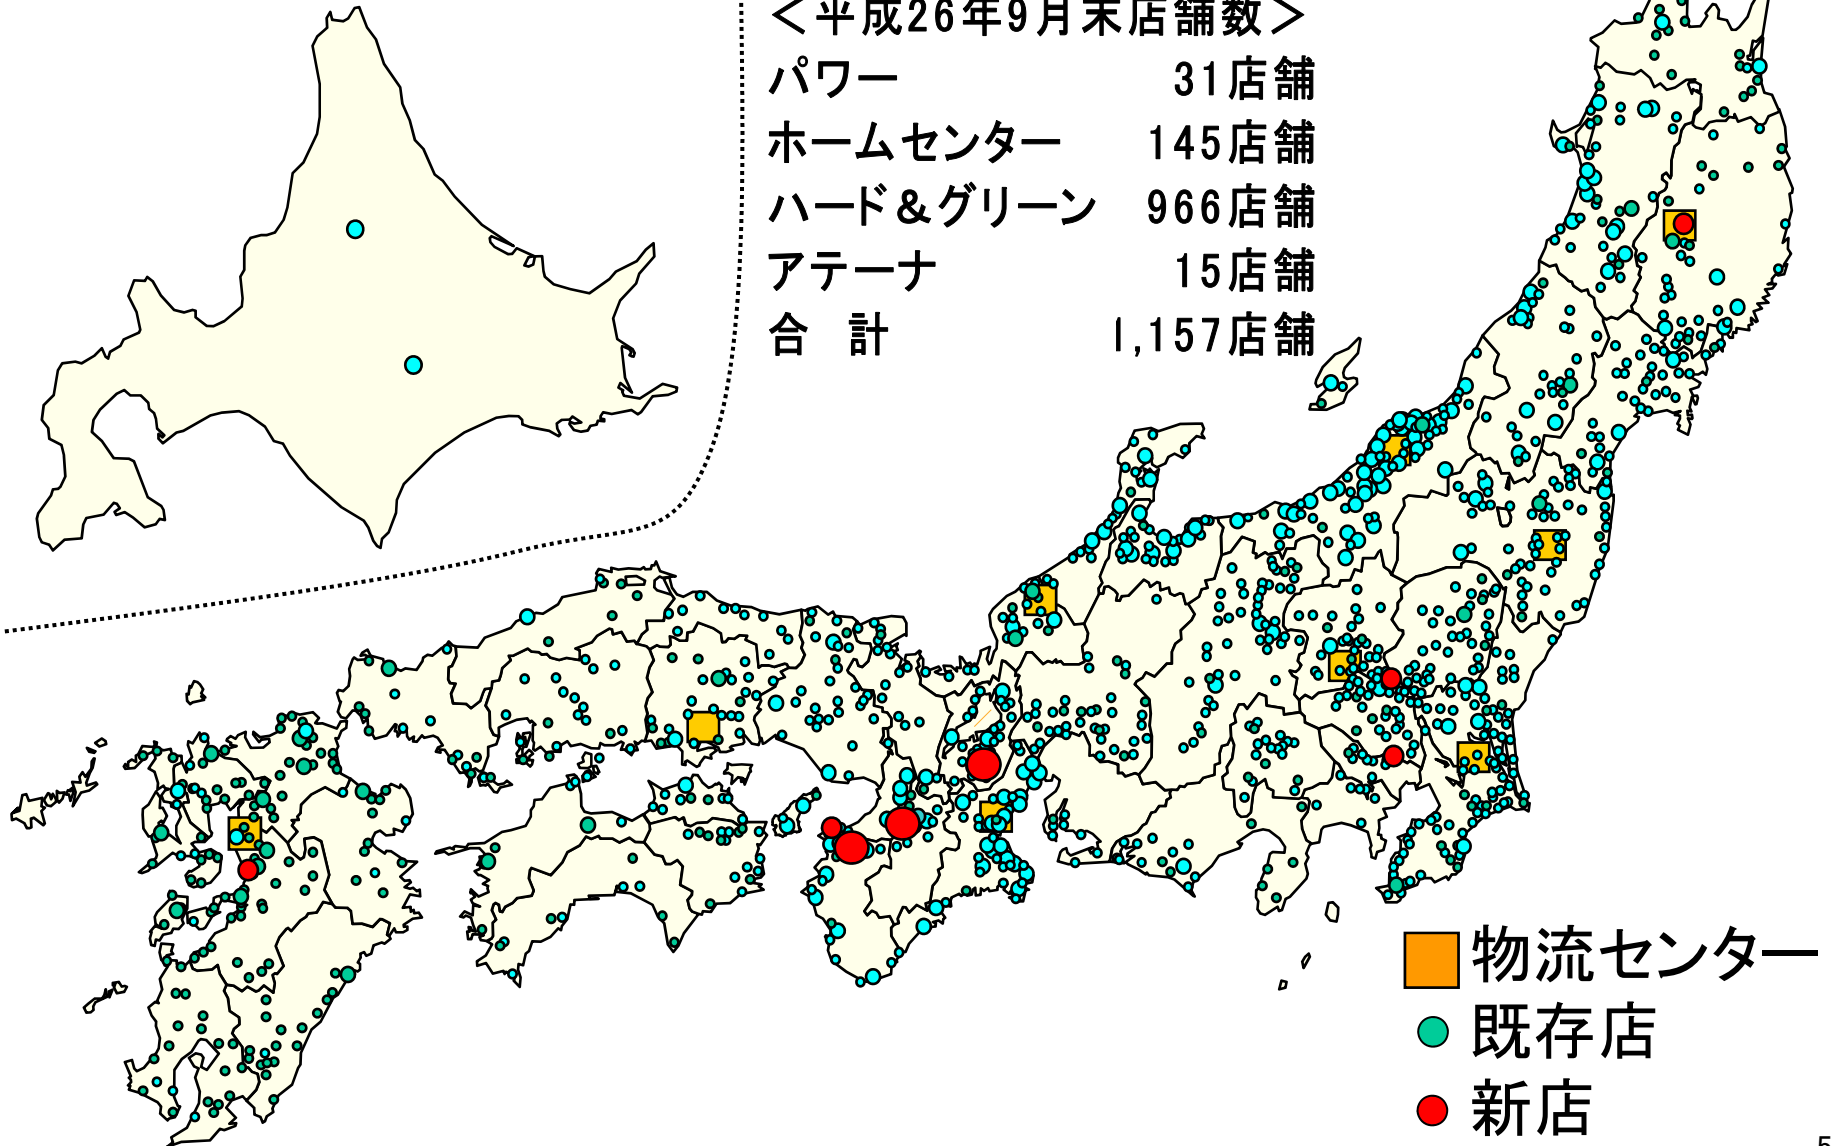 ＜平成26年9月末店舗数＞
パワー 31店舗
ホームセンター 145店舗
ハード＆グリーン 966店舗
アテーナ 15店舗
合 計 1,157店舗
物流センター
既存店
新店
5